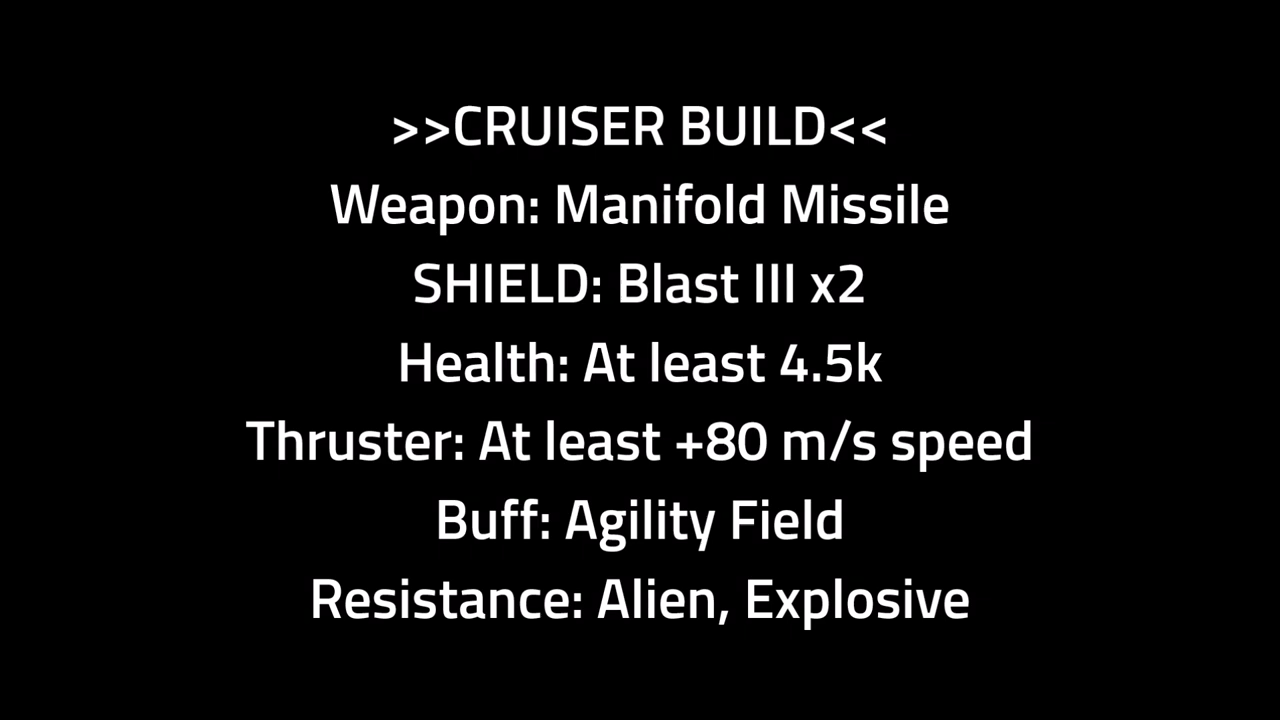 >>CRUISER BUILD<<
Weapon: Manifold Missile
SHIELD: Blast III x2
Health: At least 4.5k
Thruster: At least +80 m/s speed
Buff: Agility Field
Resistance: Alien, Explosive